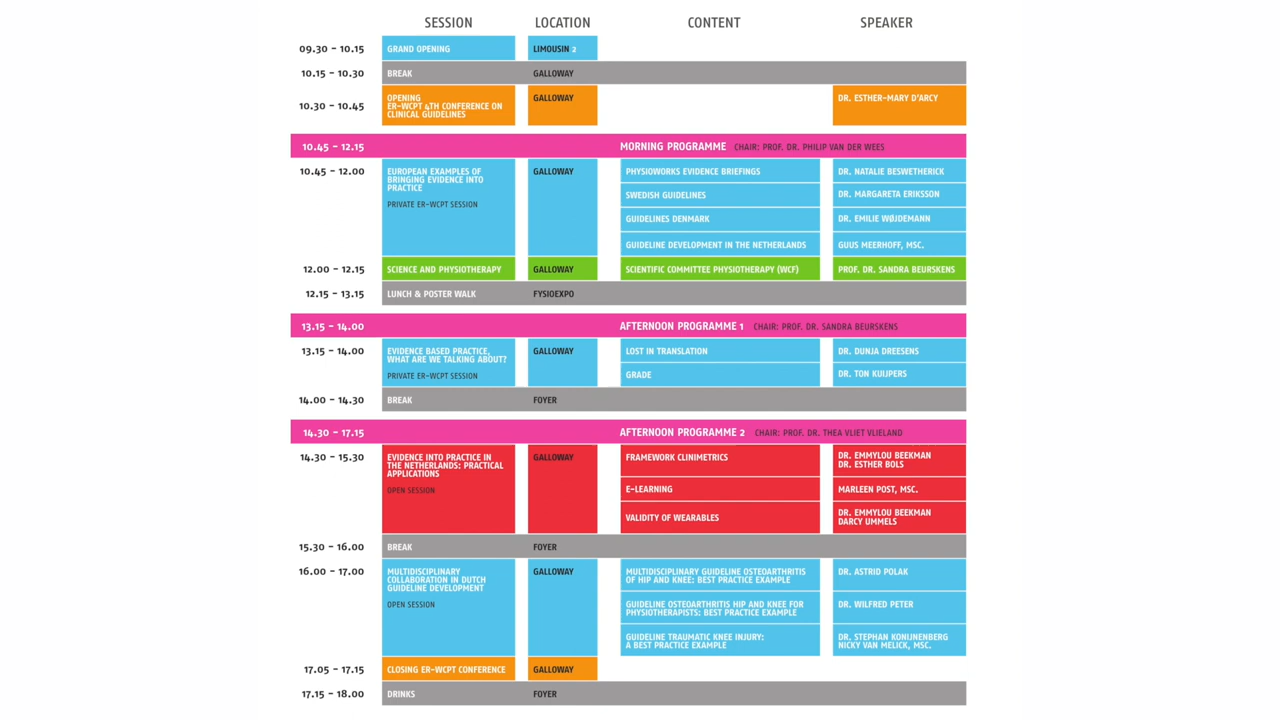 SESSION LOCATION CONTENT SPEAKER
09.30 - 10.15 GRAND OPENING LIMOUSIN 2
10.15 - 10.30 BREAK GALLOWAY
10.30 - 10.45 OPENING GALLOWAY DR. ESTHER-MARY D'ARCY
ER-WCPT 4TH CONFERENCE ON
CLINICAL GUIDELINES
10.45 - 12.15 MORNING PROGRAMME CHAIR: PROF. DR. PHILIP VAN DER WEES
10.45 - 12.00 EUROPEAN EXAMPLES OF GALLOWAY PHYSIOWORKS EVIDENCE BRIEFINGS DR. NATALIE BESWETHERICK
BRINGING EVIDENCE INTO
PRACTICE
PRIVATE ER-WCPT SESSION
SWEDISH GUIDELINES DR. MARGARETA ERIKSSON
GUIDELINES DENMARK DR. EMILIE WØJDEMANN
GUIDELINE DEVELOPMENT IN THE NETHERLANDS GUUS MEERHOFF, MSC.
12.00 - 12.15 SCIENCE AND PHYSIOTHERAPY GALLOWAY SCIENTIFIC COMMITTEE PHYSIOTHERAPY (WCF) PROF. DR. SANDRA BEURSKENS
12.15 - 13.15 LUNCH & POSTER WALK FYSIOEXPO
13.15 - 14.00 AFTERNOON PROGRAMME 1 CHAIR: PROF. DR. SANDRA BEURSKENS
13.15 - 14.00 EVIDENCE BASED PRACTICE, GALLOWAY LOST IN TRANSLATION DR. DUNJA DREESENS
WHAT ARE WE TALKING ABOUT?
PRIVATE ER-WCPT SESSION GRADE DR. TON KUIJPERS
14.00 - 14.30 BREAK FOYER
14.30 - 17.15 AFTERNOON PROGRAMME 2 CHAIR: PROF. DR. THEA VLIET VLIELAND
14.30 - 15.30 EVIDENCE INTO PRACTICE IN GALLOWAY FRAMEWORK CLINIMETRICS DR. EMMYLOU BEEKMAN
THE NETHERLANDS: PRACTICAL DR. ESTHER BOLS
APPLICATIONS
OPEN SESSION E-LEARNING MARLEEN POST, MSC.
VALIDITY OF WEARABLES DR. EMMYLOU BEEKMAN
DARCY UMMELS
15.30 - 16.00 BREAK FOYER
16.00 - 17.00 MULTIDISCIPLINARY GALLOWAY MULTIDISCIPLINARY GUIDELINE OSTEOARTHRITIS DR. ASTRID POLAK
COLLABORATION IN DUTCH OF HIP AND KNEE: BEST PRACTICE EXAMPLE
GUIDELINE DEVELOPMENT
OPEN SESSION GUIDELINE OSTEOARTHRITIS HIP AND KNEE FOR DR. WILFRED PETER
PHYSIOTHERAPISTS: BEST PRACTICE EXAMPLE
GUIDELINE TRAUMATIC KNEE INJURY: DR. STEPHAN KONIJNENBERG
A BEST PRACTICE EXAMPLE NICKY VAN MELICK, MSC.
17.05 - 17.15 CLOSING ER-WCPT CONFERENCE GALLOWAY
17.15 - 18.00 DRINKS FOYER